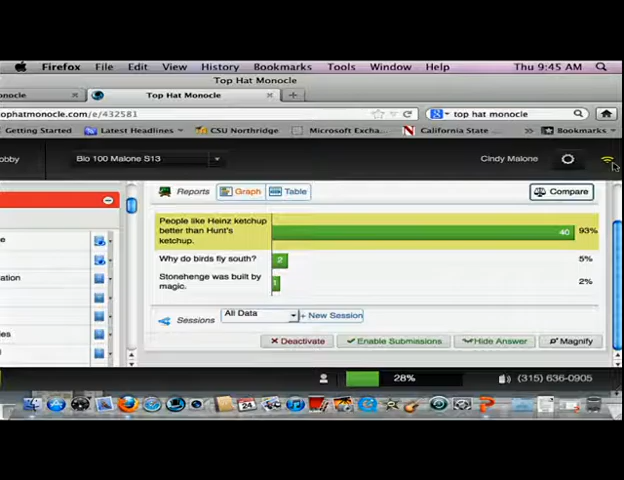 Firefox File Edit View History Bookmarks Tools Window Help Thu 9:45 AM
Top Hat Monocle
onocle Top Hat Monocle
ophatmonocle.com/e/432581 top hat monocle
Getting Started Latest Headlines CSU Northridge Microsoft Excha... California State ... Bookmarks
obby Bio 100 Malone S13 Cindy Malone
Reports Graph Table Compare
People like Heinz ketchup
better than Hunt's 40 93%
ketchup.
Why do birds fly south? 2 5%
Stonehenge was built by
magic. 1 2%
Sessions All Data + New Session
Deactivate Enable Submissions Hide Answer Magnify
28% (315) 636-0905